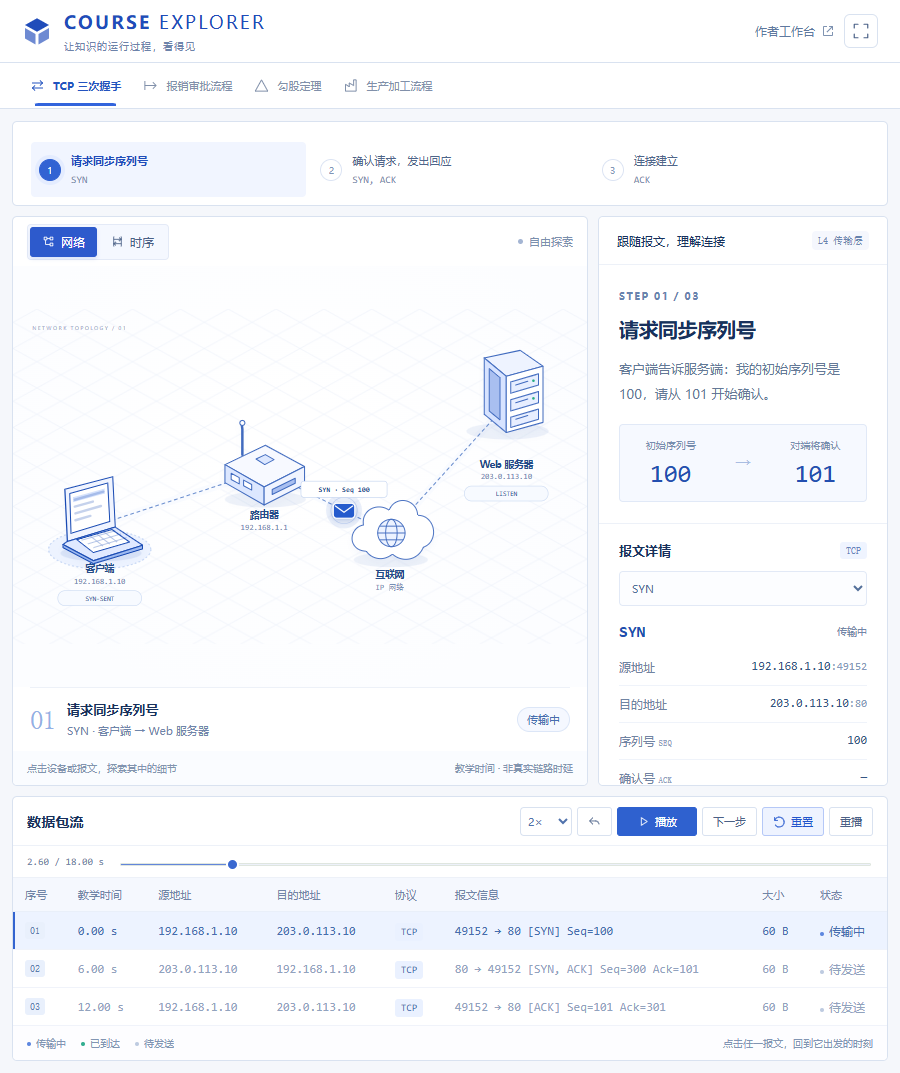 COURSE EXPLORER
让知识的运行过程，看得见
作者工作台
TCP 三次握手
报销审批流程
勾股定理
生产加工流程
1
请求同步序列号
SYN
2
确认请求，发出回应
SYN, ACK
3
连接建立
ACK
网络
时序
自由探索
NETWORK TOPOLOGY / 01
Web 服务器
203.0.113.10
LISTEN
SYN · Seq 100
路由器
192.168.1.1
互联网
IP 网络
客户端
192.168.1.10
SYN-SENT
01
请求同步序列号
SYN · 客户端 → Web 服务器
传输中
点击设备或报文，探索其中的细节
教学时间 · 非真实链路时延
跟随报文，理解连接
L4 传输层
STEP 01 / 03
请求同步序列号
客户端告诉服务端：我的初始序列号是
100，请从 101 开始确认。
初始序列号
100
→
对端将确认
101
报文详情
TCP
SYN
SYN
传输中
源地址
192.168.1.10:49152
目的地址
203.0.113.10:80
序列号 SEQ
100
确认号 ACK
—
数据包流
2×
播放
下一步
重置
重播
2.60 / 18.00 s
序号 教学时间 源地址 目的地址 协议 报文信息 大小 状态
01 0.00 s 192.168.1.10 203.0.113.10 TCP 49152 → 80 [SYN] Seq=100 60 B 传输中
02 6.00 s 203.0.113.10 192.168.1.10 TCP 80 → 49152 [SYN, ACK] Seq=300 Ack=101 60 B 待发送
03 12.00 s 192.168.1.10 203.0.113.10 TCP 49152 → 80 [ACK] Seq=101 Ack=301 60 B 待发送
传输中 已到达 待发送
点击任一报文，回到它出发的时刻